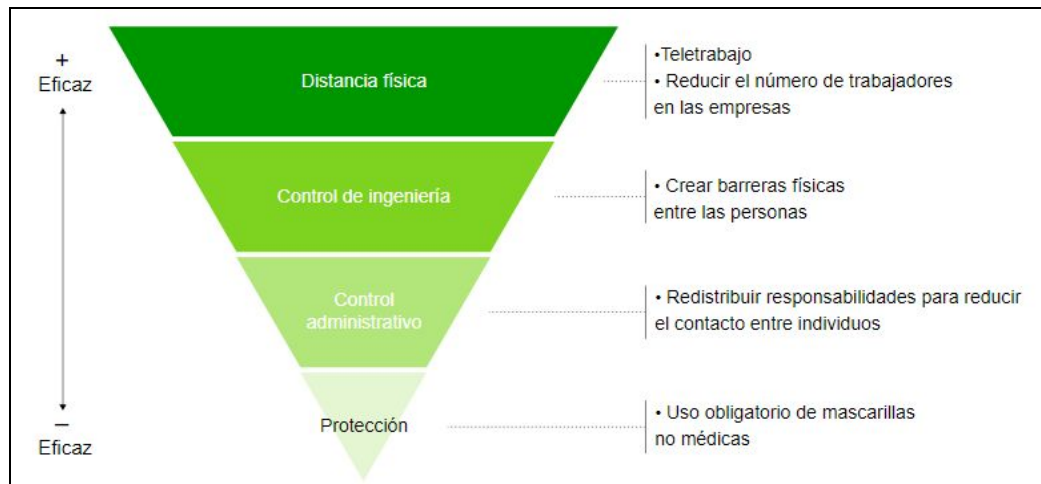 +
Eficaz
Distancia física
•Teletrabajo
• Reducir el número de trabajadores
en las empresas
Control de ingeniería
• Crear barreras físicas
entre las personas
Control
administrativo
• Redistribuir responsabilidades para reducir
el contacto entre individuos
Protección
• Uso obligatorio de mascarillas
no médicas
–
Eficaz